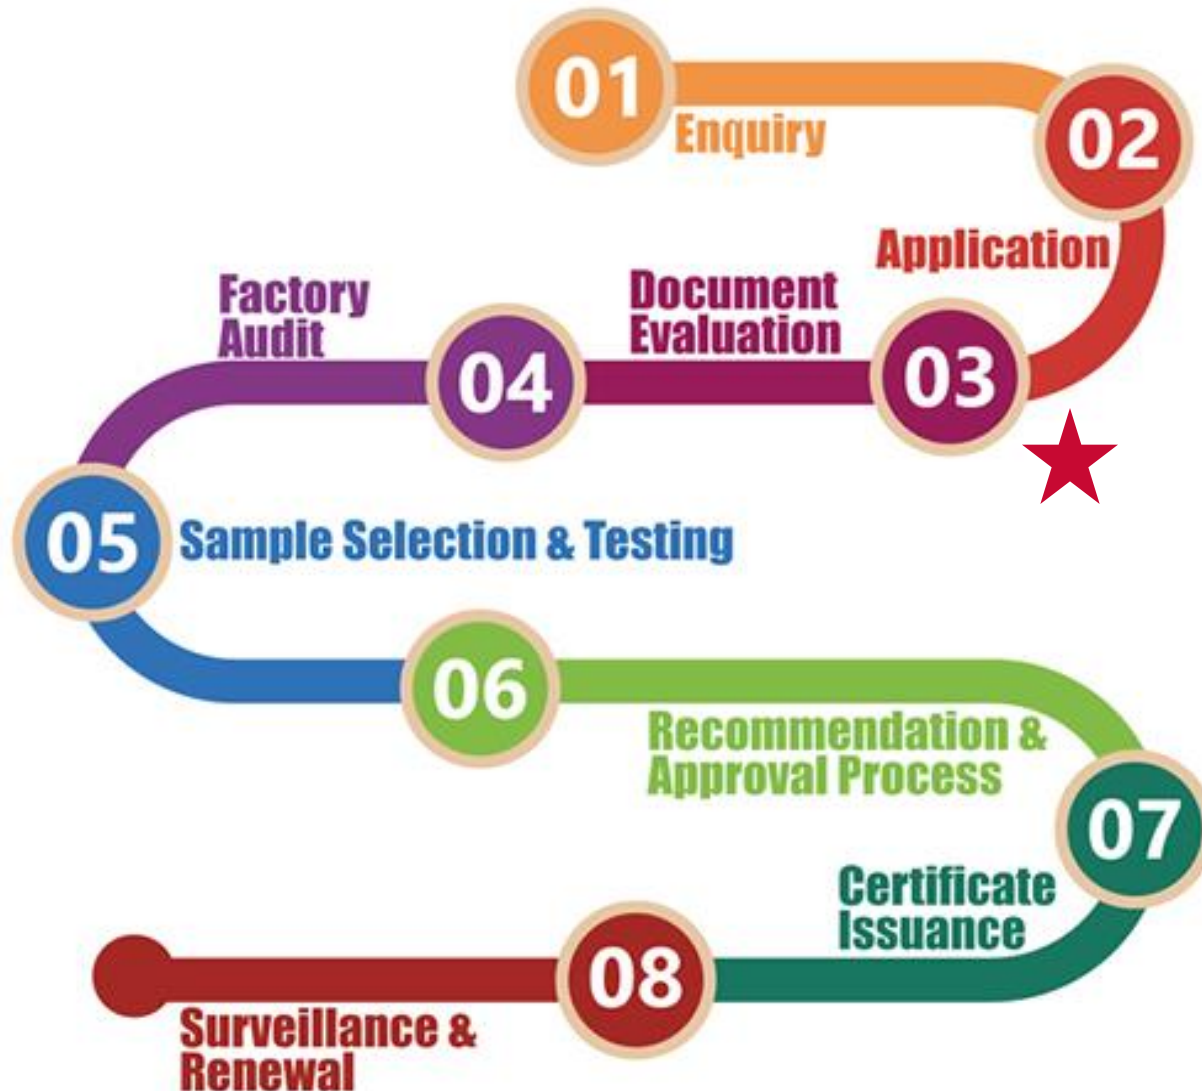 01
Enquiry
02
Application
03
Document
Evaluation
04
Factory
Audit
05
Sample Selection & Testing
06
Recommendation &
Approval Process
07
Certificate
Issuance
08
Surveillance &
Renewal